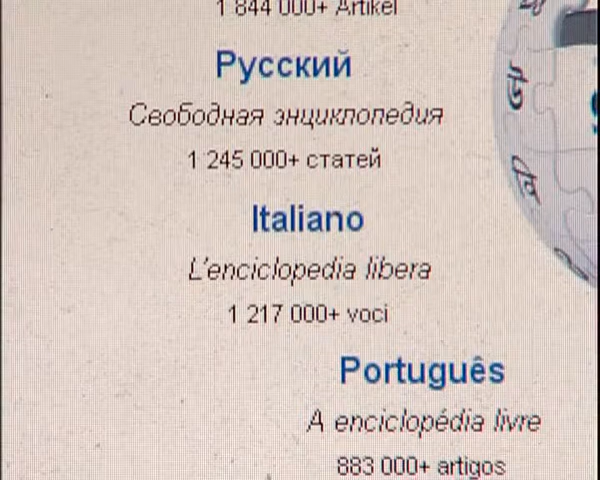 1 844 000+ Artikel
Русский
Свободная энциклопедия
1 245 000+ статей
Italiano
L'enciclopedia libera
1 217 000+ voci
Português
A enciclopédia livre
883 000+ artigos